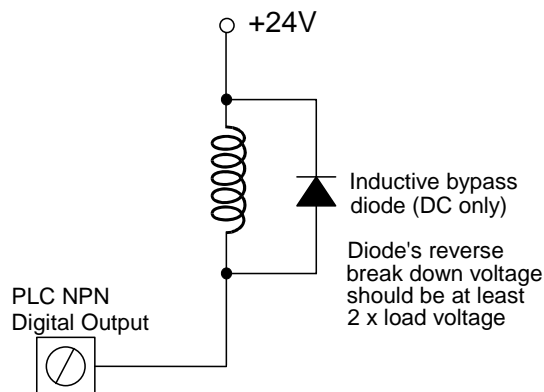 +24V
Inductive bypass
diode (DC only)
Diode's reverse
break down voltage
should be at least
2 x load voltage
PLC NPN
Digital Output